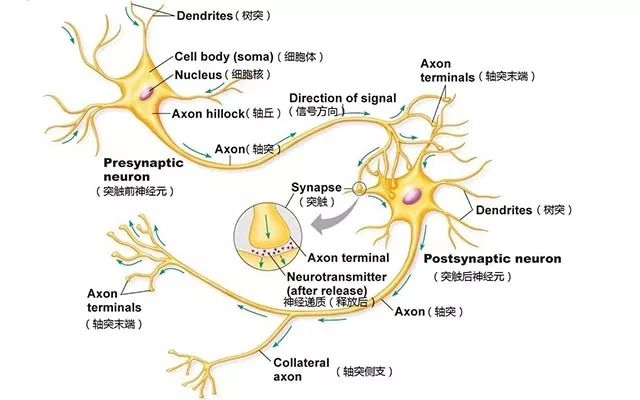 Dendrites (树突)
Cell body (soma) (细胞体)
Nucleus (细胞核)
Axon hillock (轴丘)
Axon (轴突)
Presynaptic
neuron
(突触前神经元)
Direction of signal
(信号方向)
Axon
terminals (轴突末端)
Synapse
(突触)
Dendrites (树突)
Axon terminal
Neurotransmitter
(after release)
神经递质 (释放后)
Postsynaptic neuron
(突触后神经元)
Axon
terminals
(轴突末端)
Axon (轴突)
Collateral
axon
(轴突侧支)